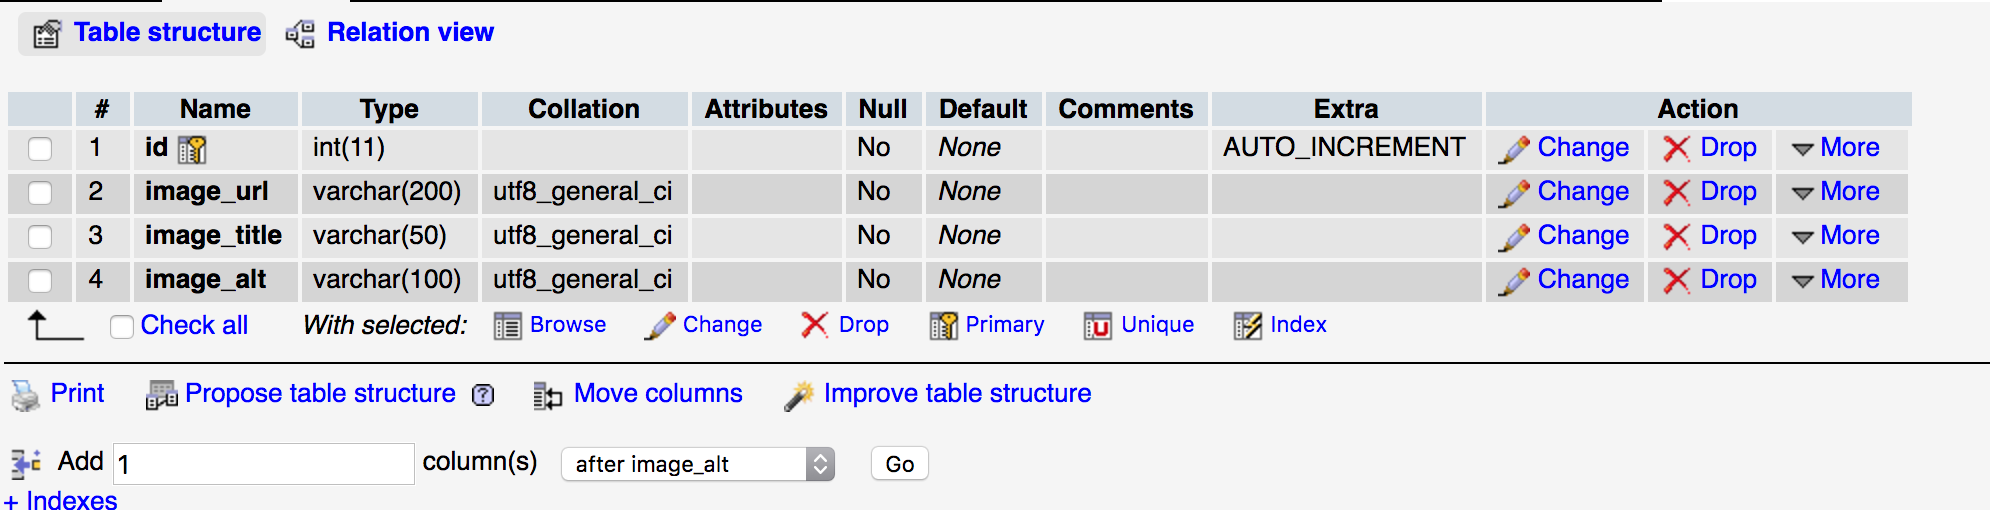 Table structure Relation view
# Name Type Collation Attributes Null Default Comments Extra Action
1 id int(11) No None AUTO_INCREMENT Change Drop More
2 image_url varchar(200) utf8_general_ci No None Change Drop More
3 image_title varchar(50) utf8_general_ci No None Change Drop More
4 image_alt varchar(100) utf8_general_ci No None Change Drop More
Check all With selected: Browse Change Drop Primary Unique Index
Print Propose table structure ? Move columns Improve table structure
Add 1 column(s) after image_alt Go
+ Indexes